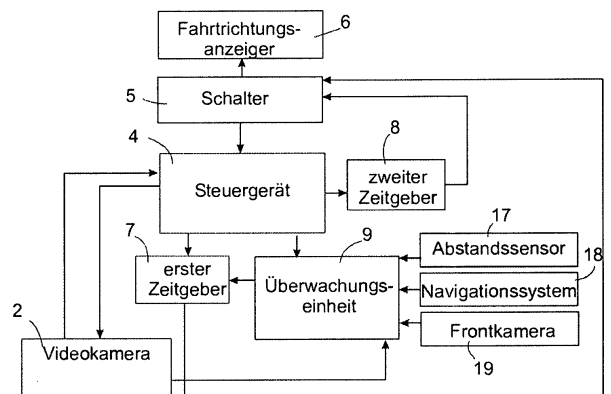 Fahrtrichtungs-
anzeiger
6
5
Schalter
4
8
Steuergerät
zweiter
Zeitgeber
17
7
9
Abstandssensor
18
erster
Zeitgeber
Überwachungs-
einheit
Navigationssystem
2
Videokamera
Frontkamera
19